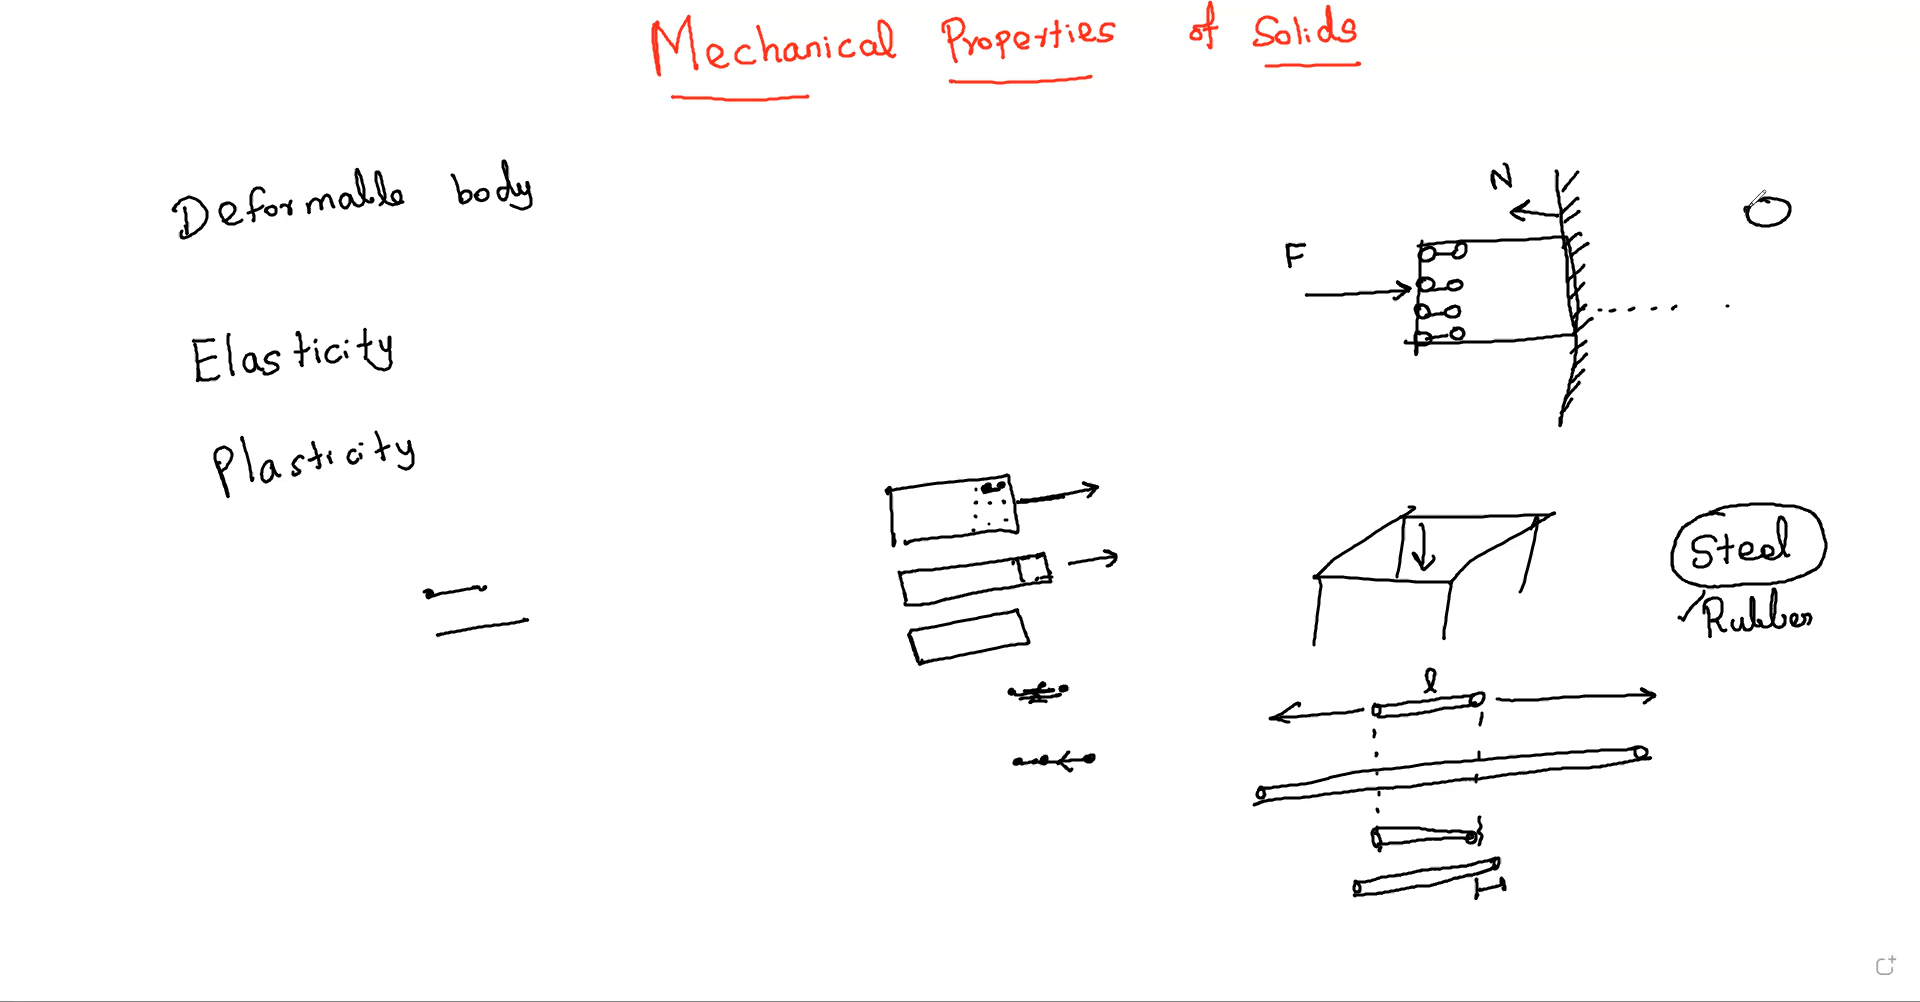 Mechanical Properties of Solids
Deformable body
Elasticity
Plasticity
N
F
Steel
Rubber
l